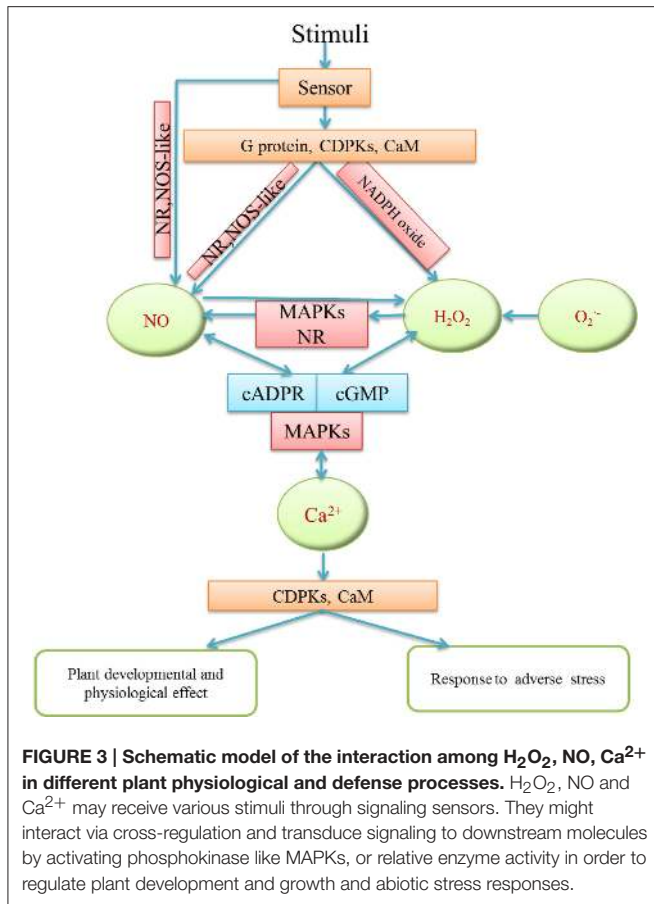 Stimuli
Sensor
G protein, CDPKs, CaM
NR,NOS-like
NR,NOS-like
NADPH oxide
NO
MAPKs
NR
H₂O₂
O₂·-
cADPR
cGMP
MAPKs
Ca²⁺
CDPKs, CaM
Plant developmental and
physiological effect
Response to adverse stress
FIGURE 3 | Schematic model of the interaction among H₂O₂, NO, Ca²⁺
in different plant physiological and defense processes. H₂O₂, NO and
Ca²⁺ may receive various stimuli through signaling sensors. They might
interact via cross-regulation and transduce signaling to downstream molecules
by activating phosphokinase like MAPKs, or relative enzyme activity in order to
regulate plant development and growth and abiotic stress responses.